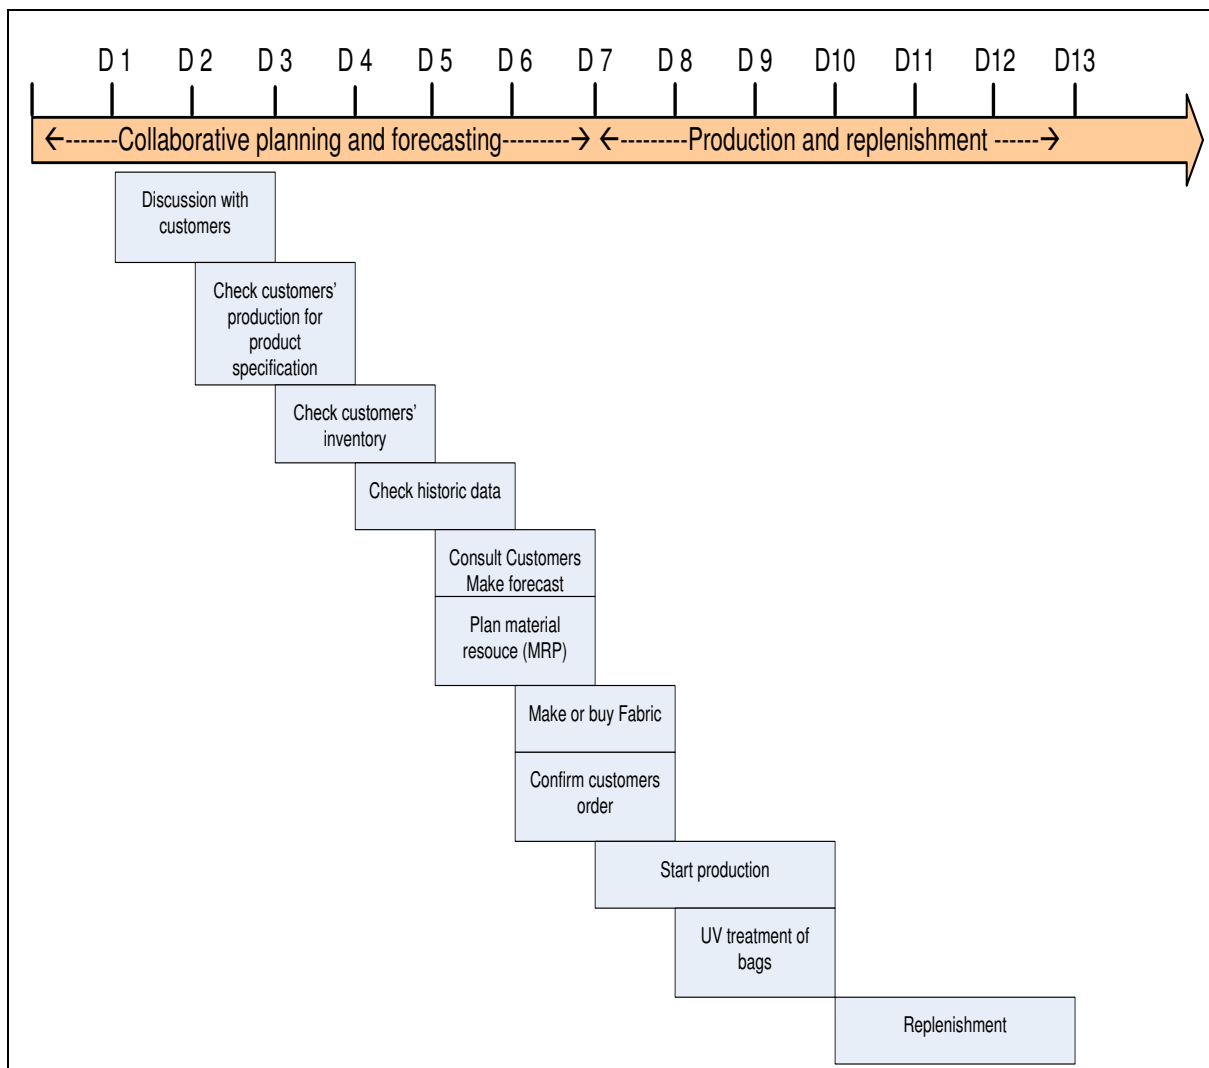 D 1 D 2 D 3 D 4 D 5 D 6 D 7 D 8 D 9 D10 D11 D12 D13
←-------Collaborative planning and forecasting---------→ ←---------Production and replenishment ------→
Discussion with
customers
Check customers’
production for
product
specification
Check customers’
inventory
Check historic data
Consult Customers
Make forecast
Plan material
resouce (MRP)
Make or buy Fabric
Confirm customers
order
Start production
UV treatment of
bags
Replenishment